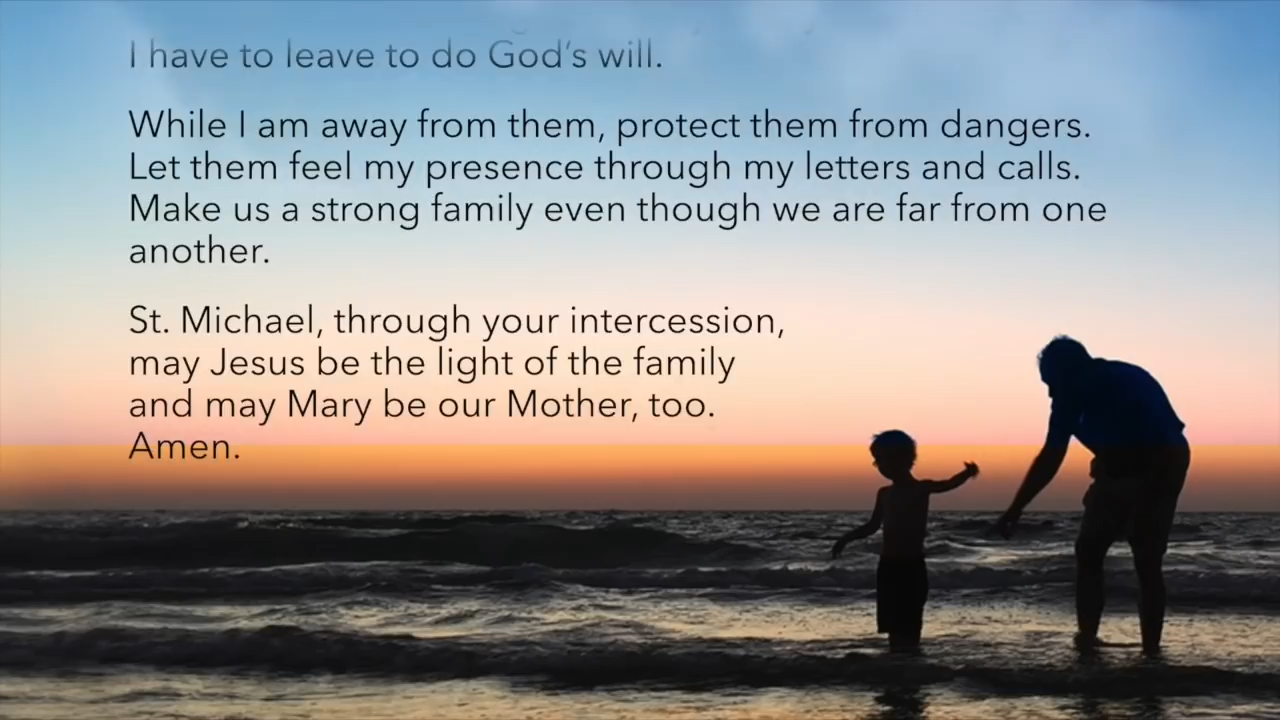 I have to leave to do God's will.
While I am away from them, protect them from dangers.
Let them feel my presence through my letters and calls.
Make us a strong family even though we are far from one
another.
St. Michael, through your intercession,
may Jesus be the light of the family
and may Mary be our Mother, too.
Amen.